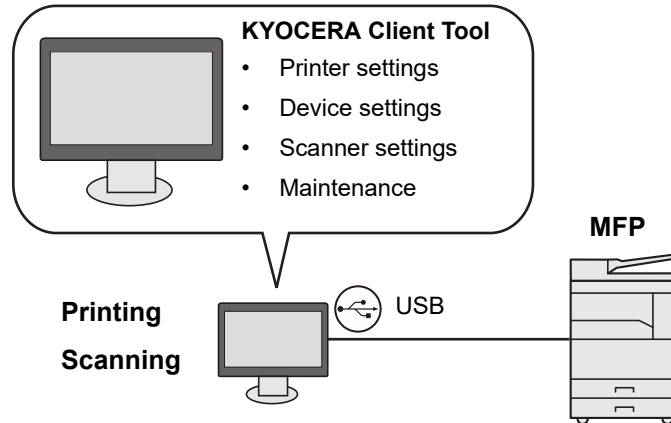 KYOCERA Client Tool
• Printer settings
• Device settings
• Scanner settings
• Maintenance
MFP
USB
Printing
Scanning